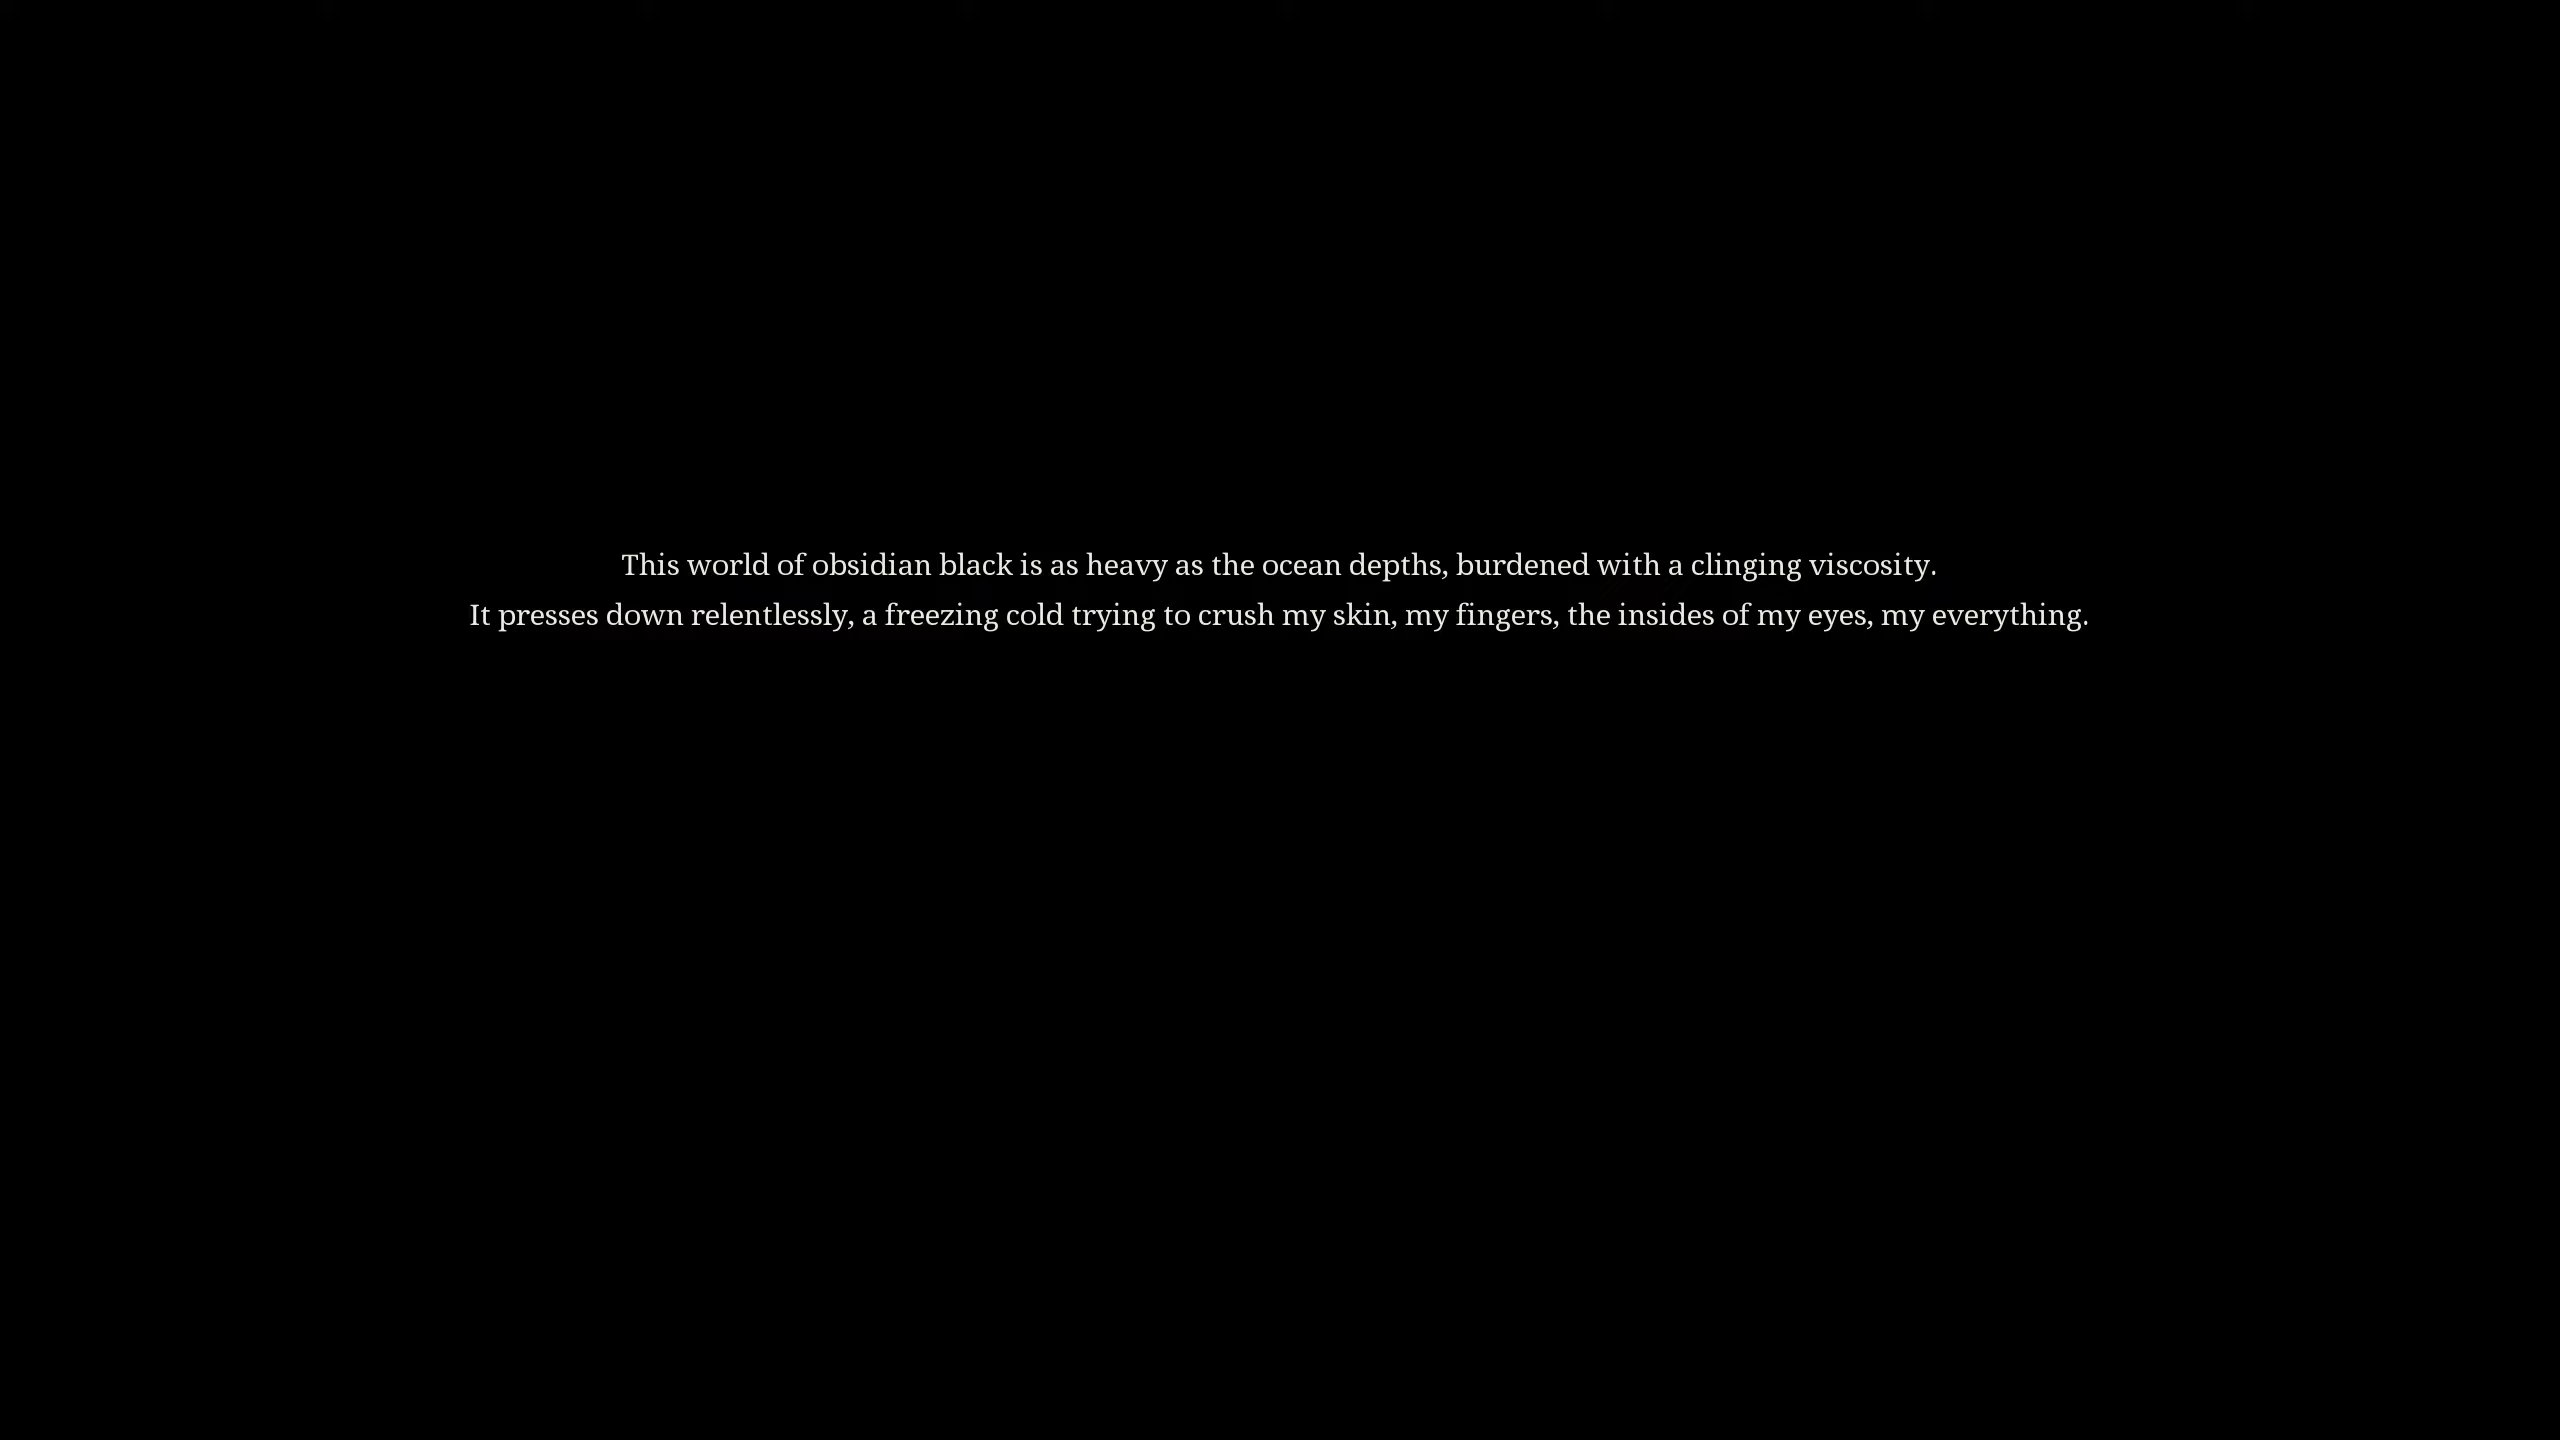 This world of obsidian black is as heavy as the ocean depths, burdened with a clinging viscosity.
It presses down relentlessly, a freezing cold trying to crush my skin, my fingers, the insides of my eyes, my everything.